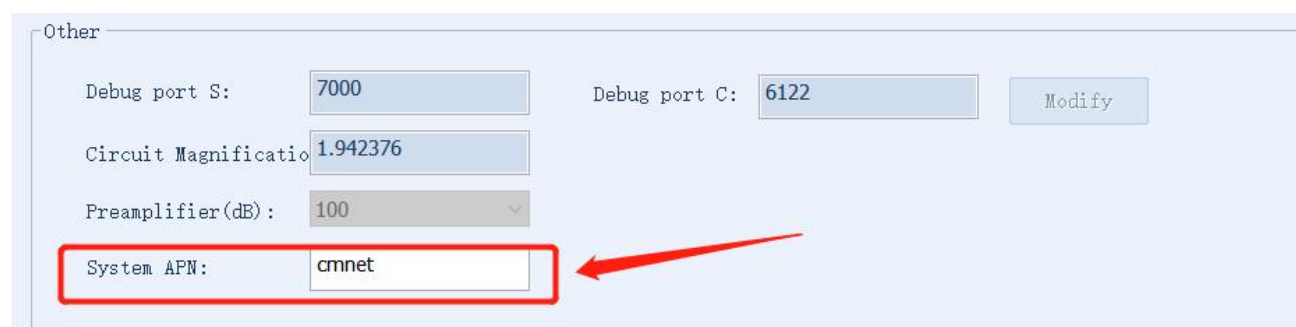 Other
Debug port S: 7000 Debug port C: 6122 Modify
Circuit Magnificatio 1.942376
Preamplifier(dB): 100
System APN: cmnet